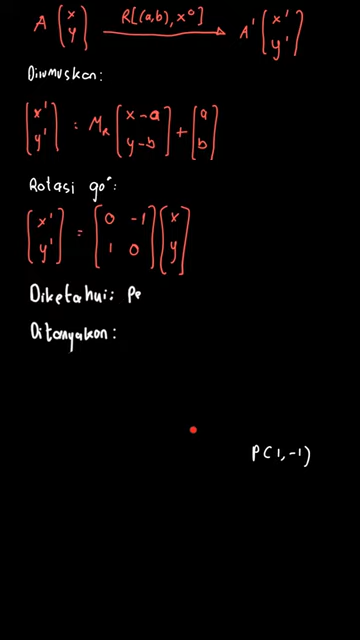 A (x y) R[(a,b), x°] A' (x' y')
Dirumuskan:
[x' y'] = M_R [x-a y-b] + [a b]
Rotasi 90°:
[x' y'] = [0 -1 1 0] [x y]
Diketahui: Pe
Ditanyakan:
P(1,-1)